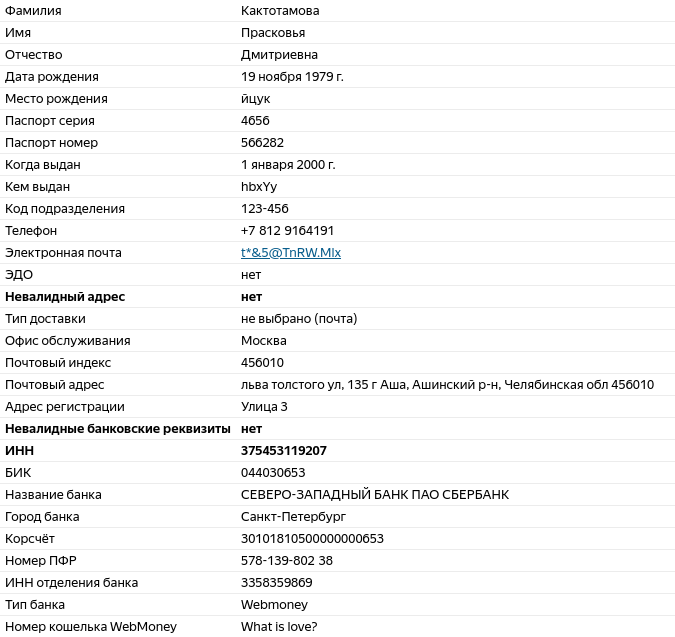 Фамилия Кактотамова
Имя Прасковья
Отчество Дмитриевна
Дата рождения 19 ноября 1979 г.
Место рождения йцук
Паспорт серия 4656
Паспорт номер 566282
Когда выдан 1 января 2000 г.
Кем выдан hbxYy
Код подразделения 123-456
Телефон +7 812 9164191
Электронная почта t*&5@TnRW.MIx
ЭДО нет
Невалидный адрес нет
Тип доставки не выбрано (почта)
Офис обслуживания Москва
Почтовый индекс 456010
Почтовый адрес льва толстого ул, 135 г Аша, Ашинский р-н, Челябинская обл 456010
Адрес регистрации Улица 3
Невалидные банковские реквизиты нет
ИНН 375453119207
БИК 044030653
Название банка СЕВЕРО-ЗАПАДНЫЙ БАНК ПАО СБЕРБАНК
Город банка Санкт-Петербург
Корсчёт 30101810500000000653
Номер ПФР 578-139-802 38
ИНН отделения банка 3358359869
Тип банка Webmoney
Номер кошелька WebMoney What is love?